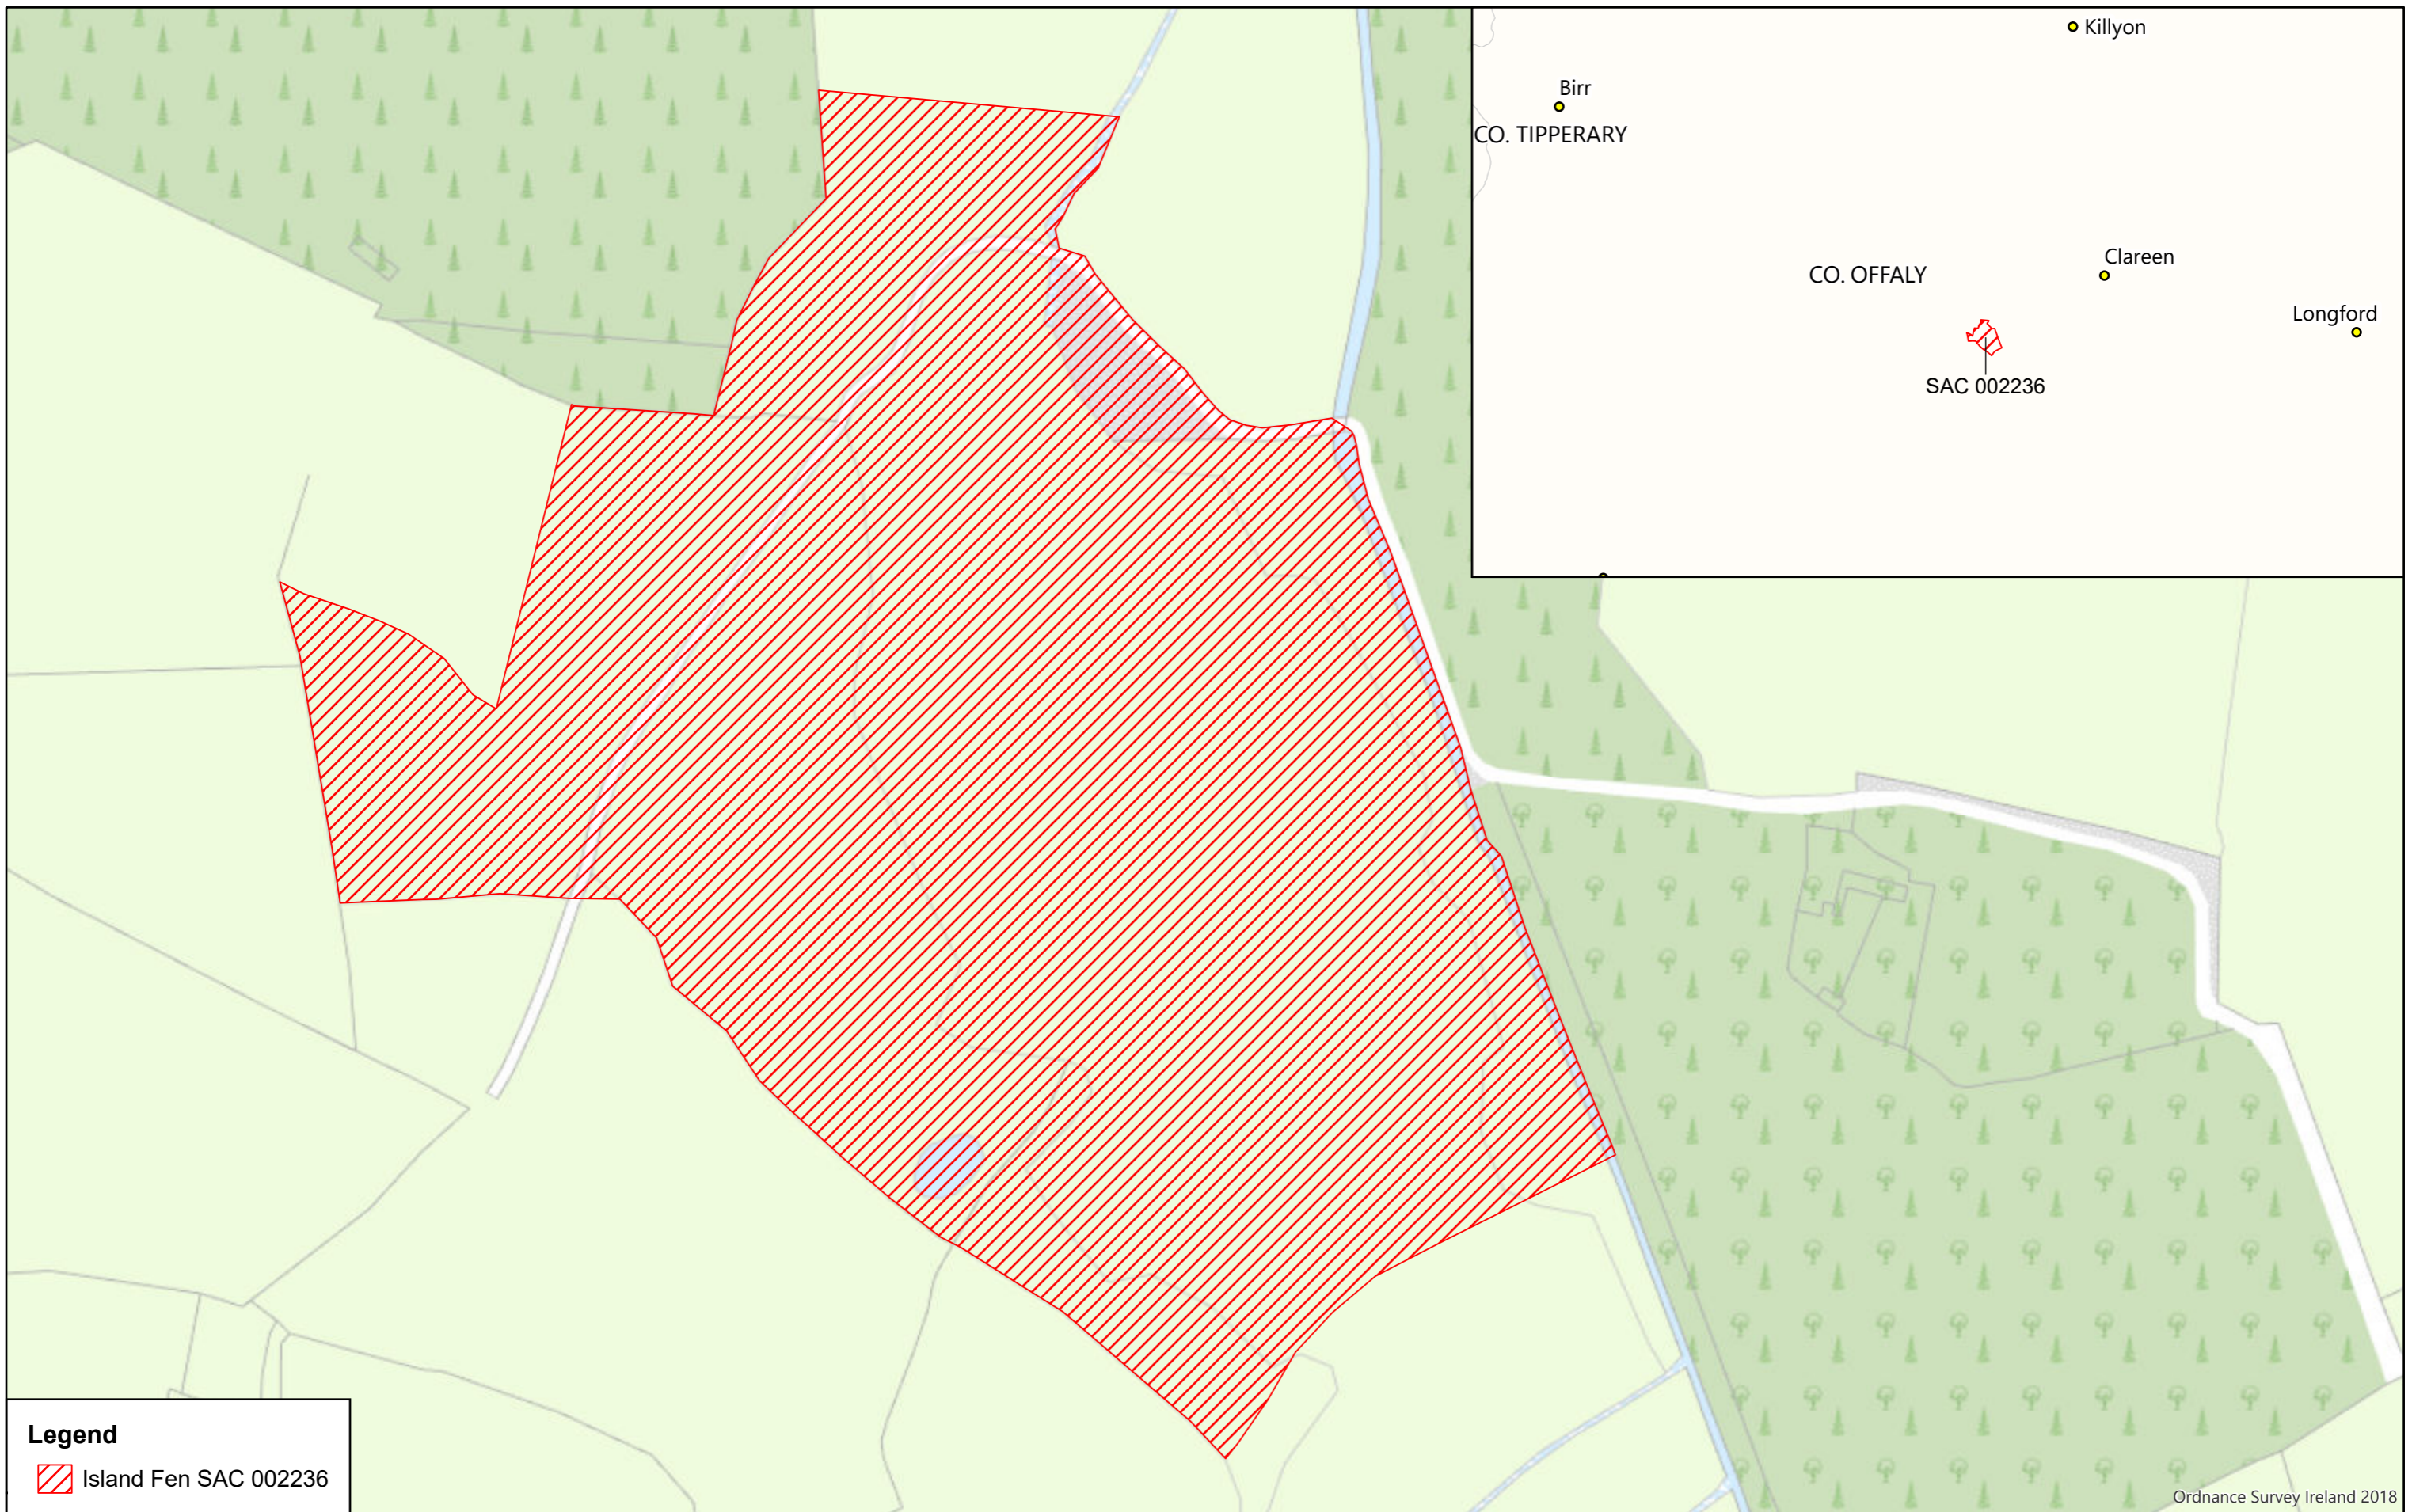 Killyon
Birr
CO. TIPPERARY
Clareen
CO. OFFALY
Longford
SAC 002236
Legend
Island Fen SAC 002236
Ordnance Survey Ireland 2018